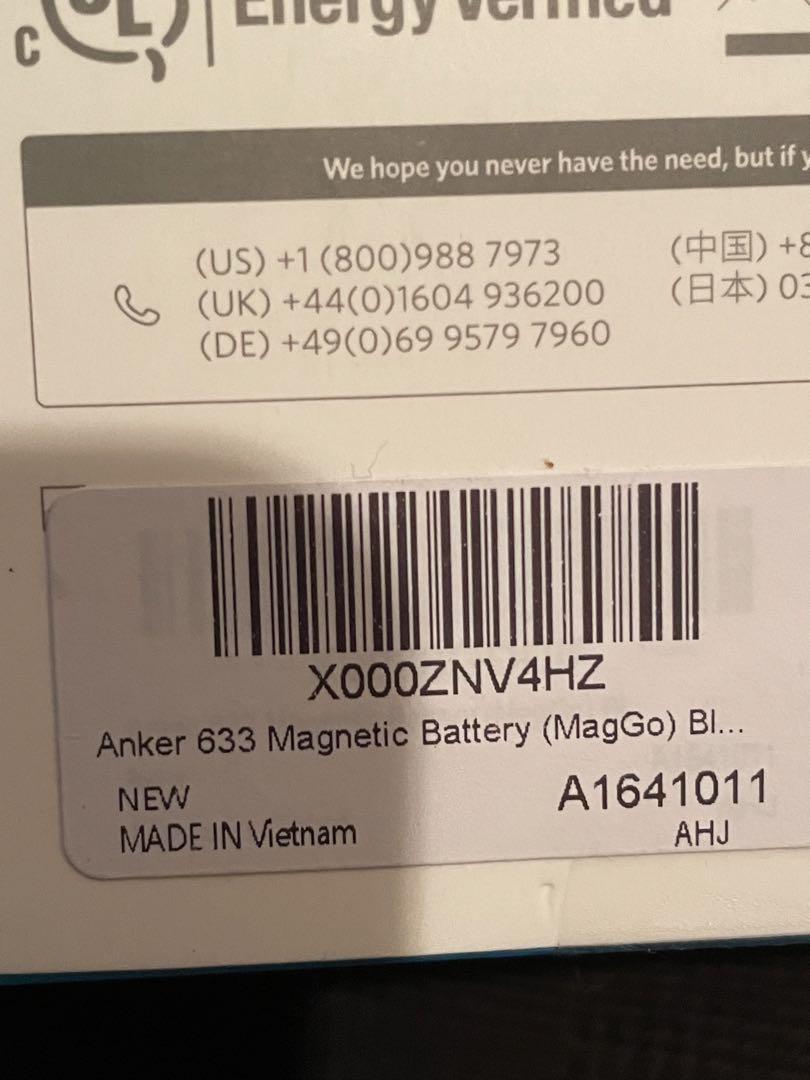 c UL Energy Verified
We hope you never have the need, but if y
(US) +1 (800)988 7973
(UK) +44(0)1604 936200
(DE) +49(0)69 9579 7960
(中国) +8
(日本) 03
X000ZNV4HZ
Anker 633 Magnetic Battery (MagGo) Bl...
NEW
A1641011
MADE IN Vietnam
AHJ